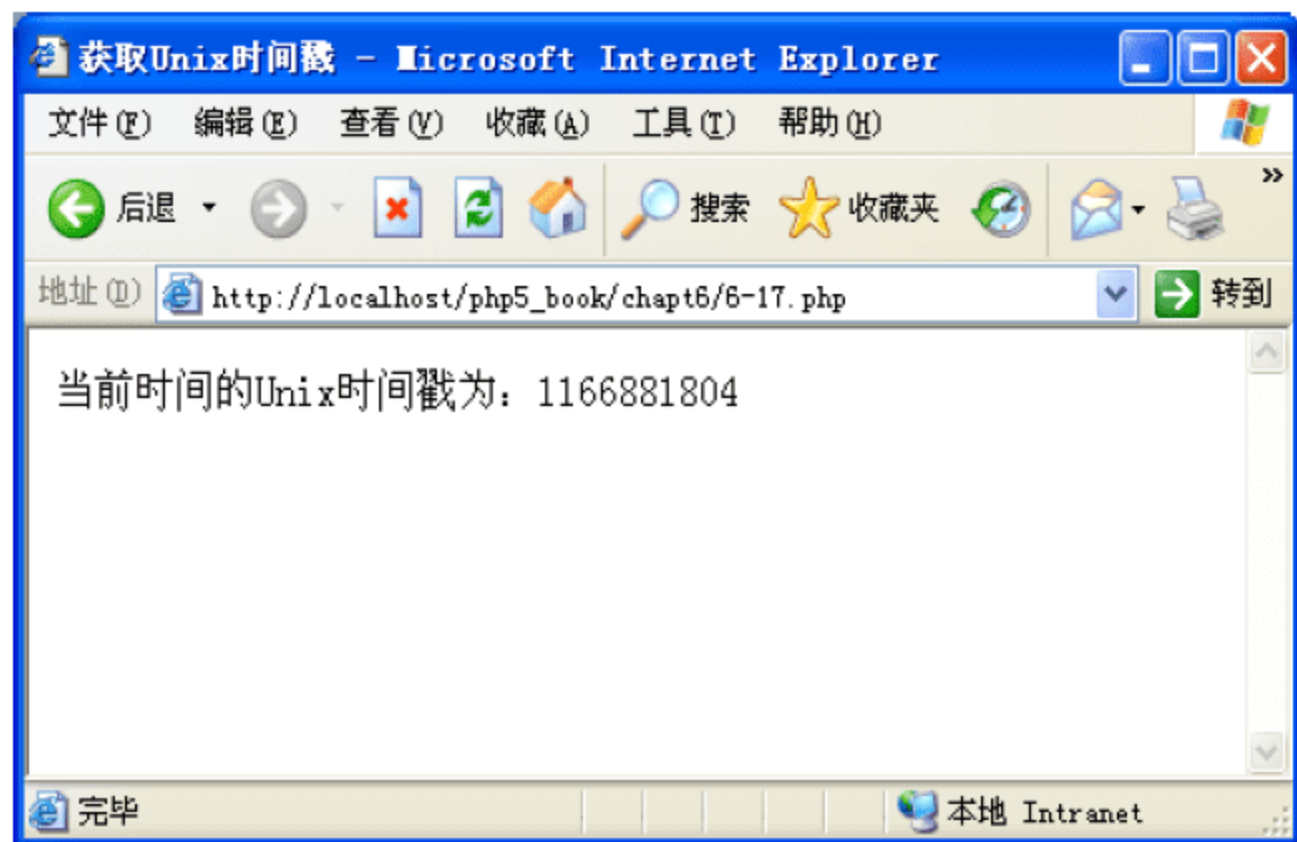 获取Unix时间戳 - Microsoft Internet Explorer
文件(F) 编辑(E) 查看(V) 收藏(A) 工具(T) 帮助(H)
后退 搜索 收藏夹 »
地址(D) http://localhost/php5_book/chapt6/6-17.php 转到
当前时间的Unix时间戳为：1166881804
完毕 本地 Intranet